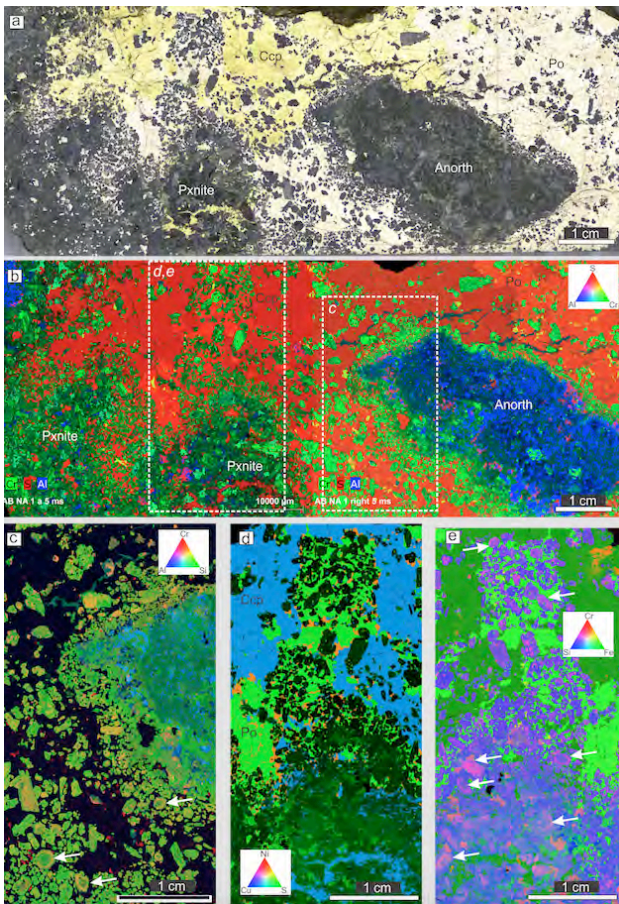 a
Ccp
Po
Pxnite
Anorth
1 cm
b
d,e
Ccp
Po
S
Al
Cr
c
Pxnite
Pxnite
Anorth
Cr S Al
AB NA 1 a 5 ms
10000 µm
AB NA 1 right 5 ms
1 cm
c
Cr
Al
Si
d
e
Ccp
Cr
Si
Fe
Po
Ni
Cu
S
1 cm
1 cm
1 cm